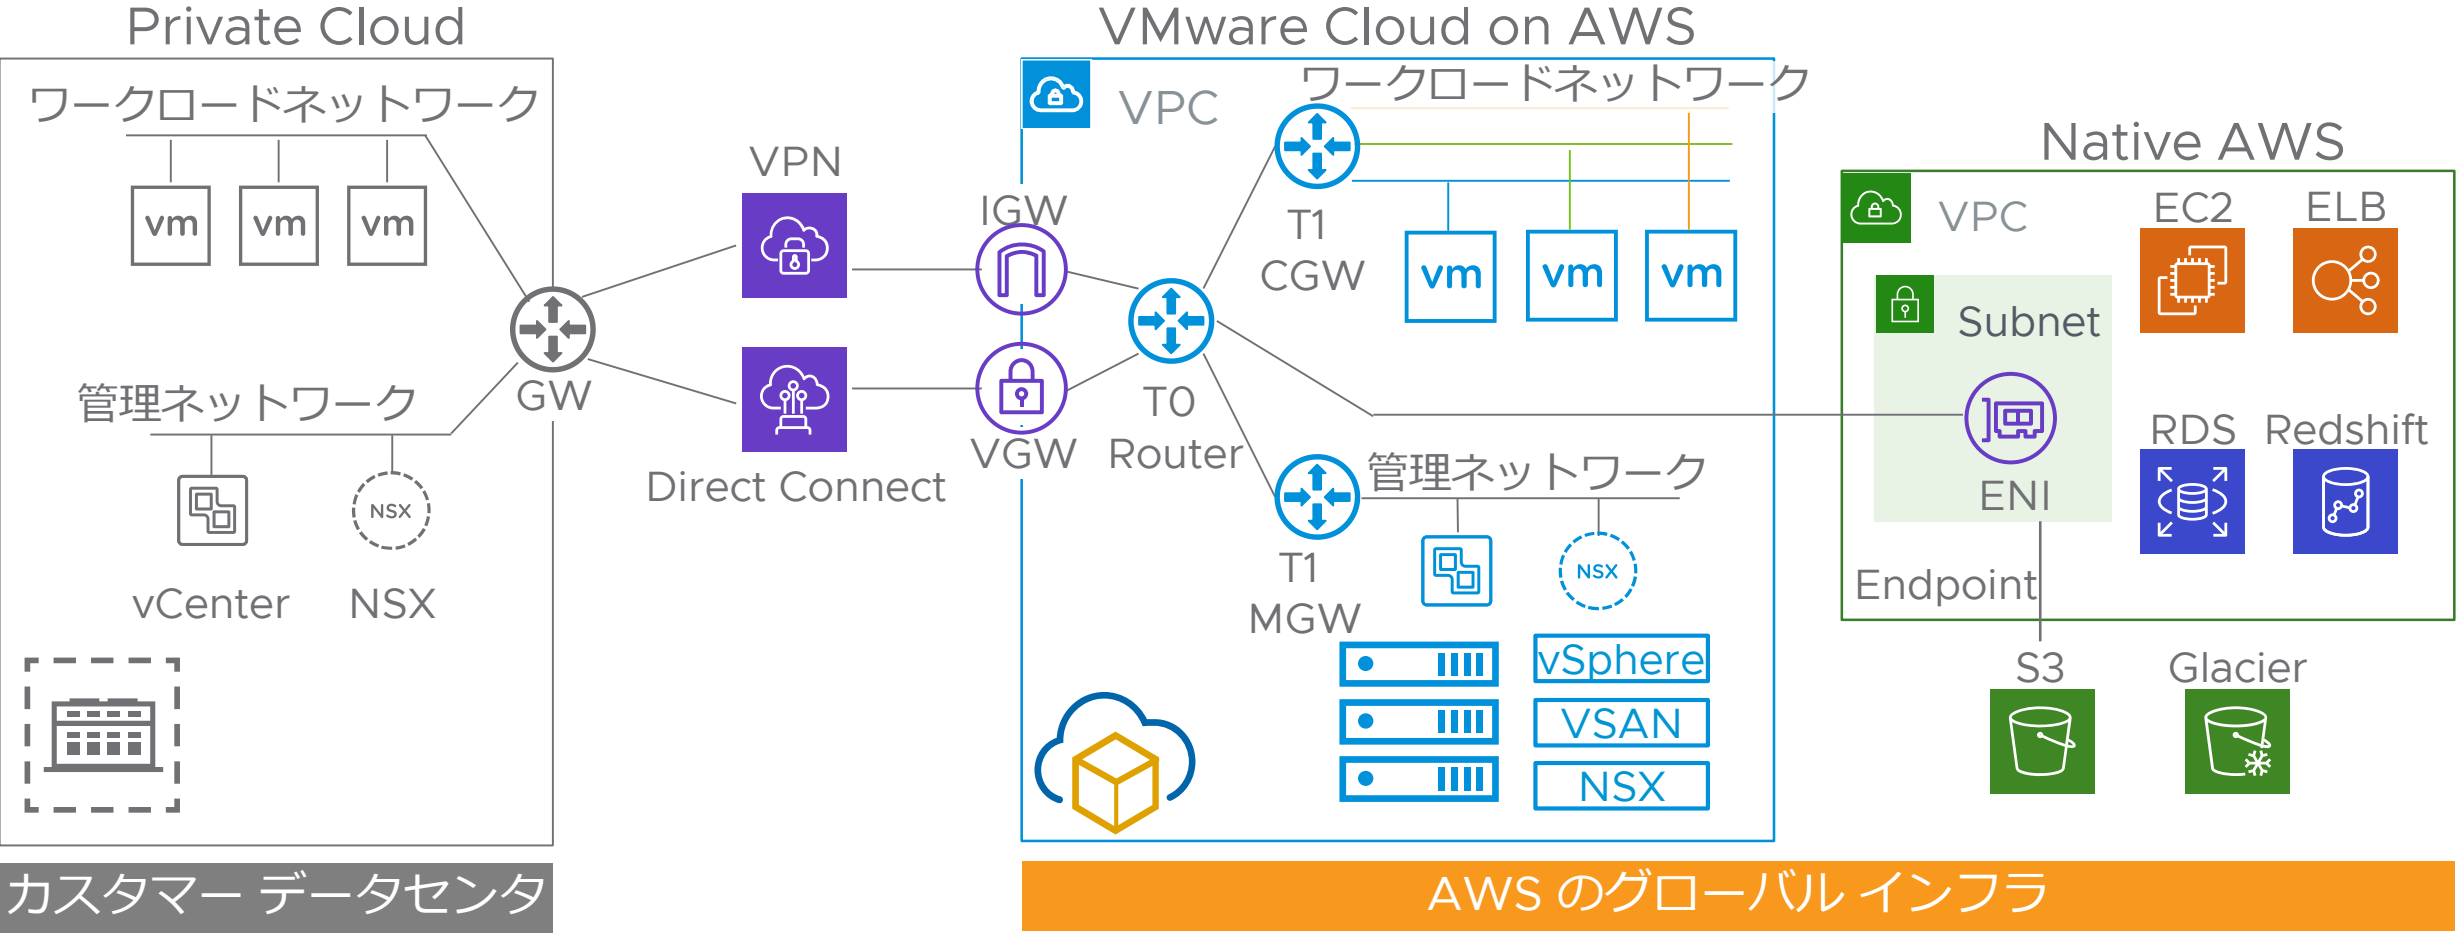 Private Cloud
ワークロードネットワーク
vm
vm
vm
GW
管理ネットワーク
NSX
vCenter
NSX
カスタマー データセンタ
VPN
Direct Connect
VMware Cloud on AWS
VPC
ワークロードネットワーク
IGW
VGW
T0
Router
T1
CGW
vm
vm
vm
管理ネットワーク
T1
MGW
NSX
vSphere
VSAN
NSX
Native AWS
VPC
Subnet
ENI
EC2
ELB
RDS
Redshift
Endpoint
S3
Glacier
AWS のグローバル インフラ